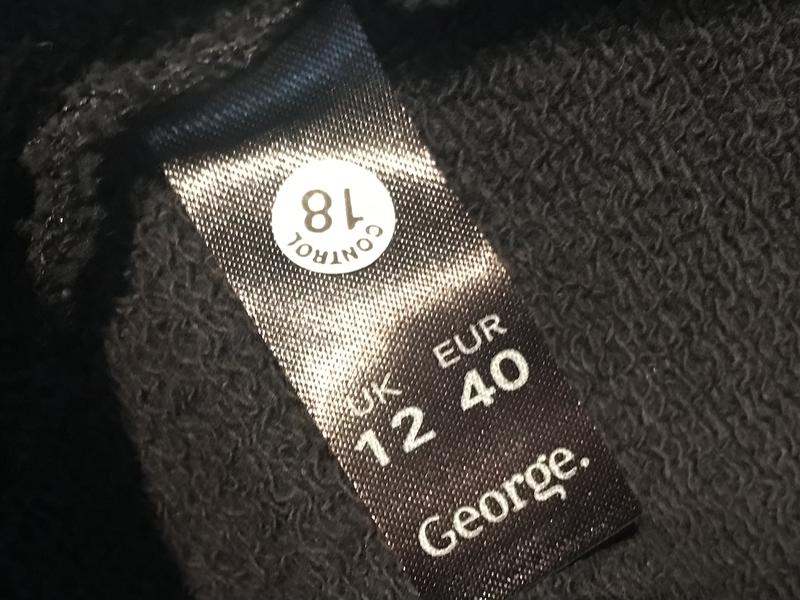 18
CONTROL
UK EUR
12 40
George.